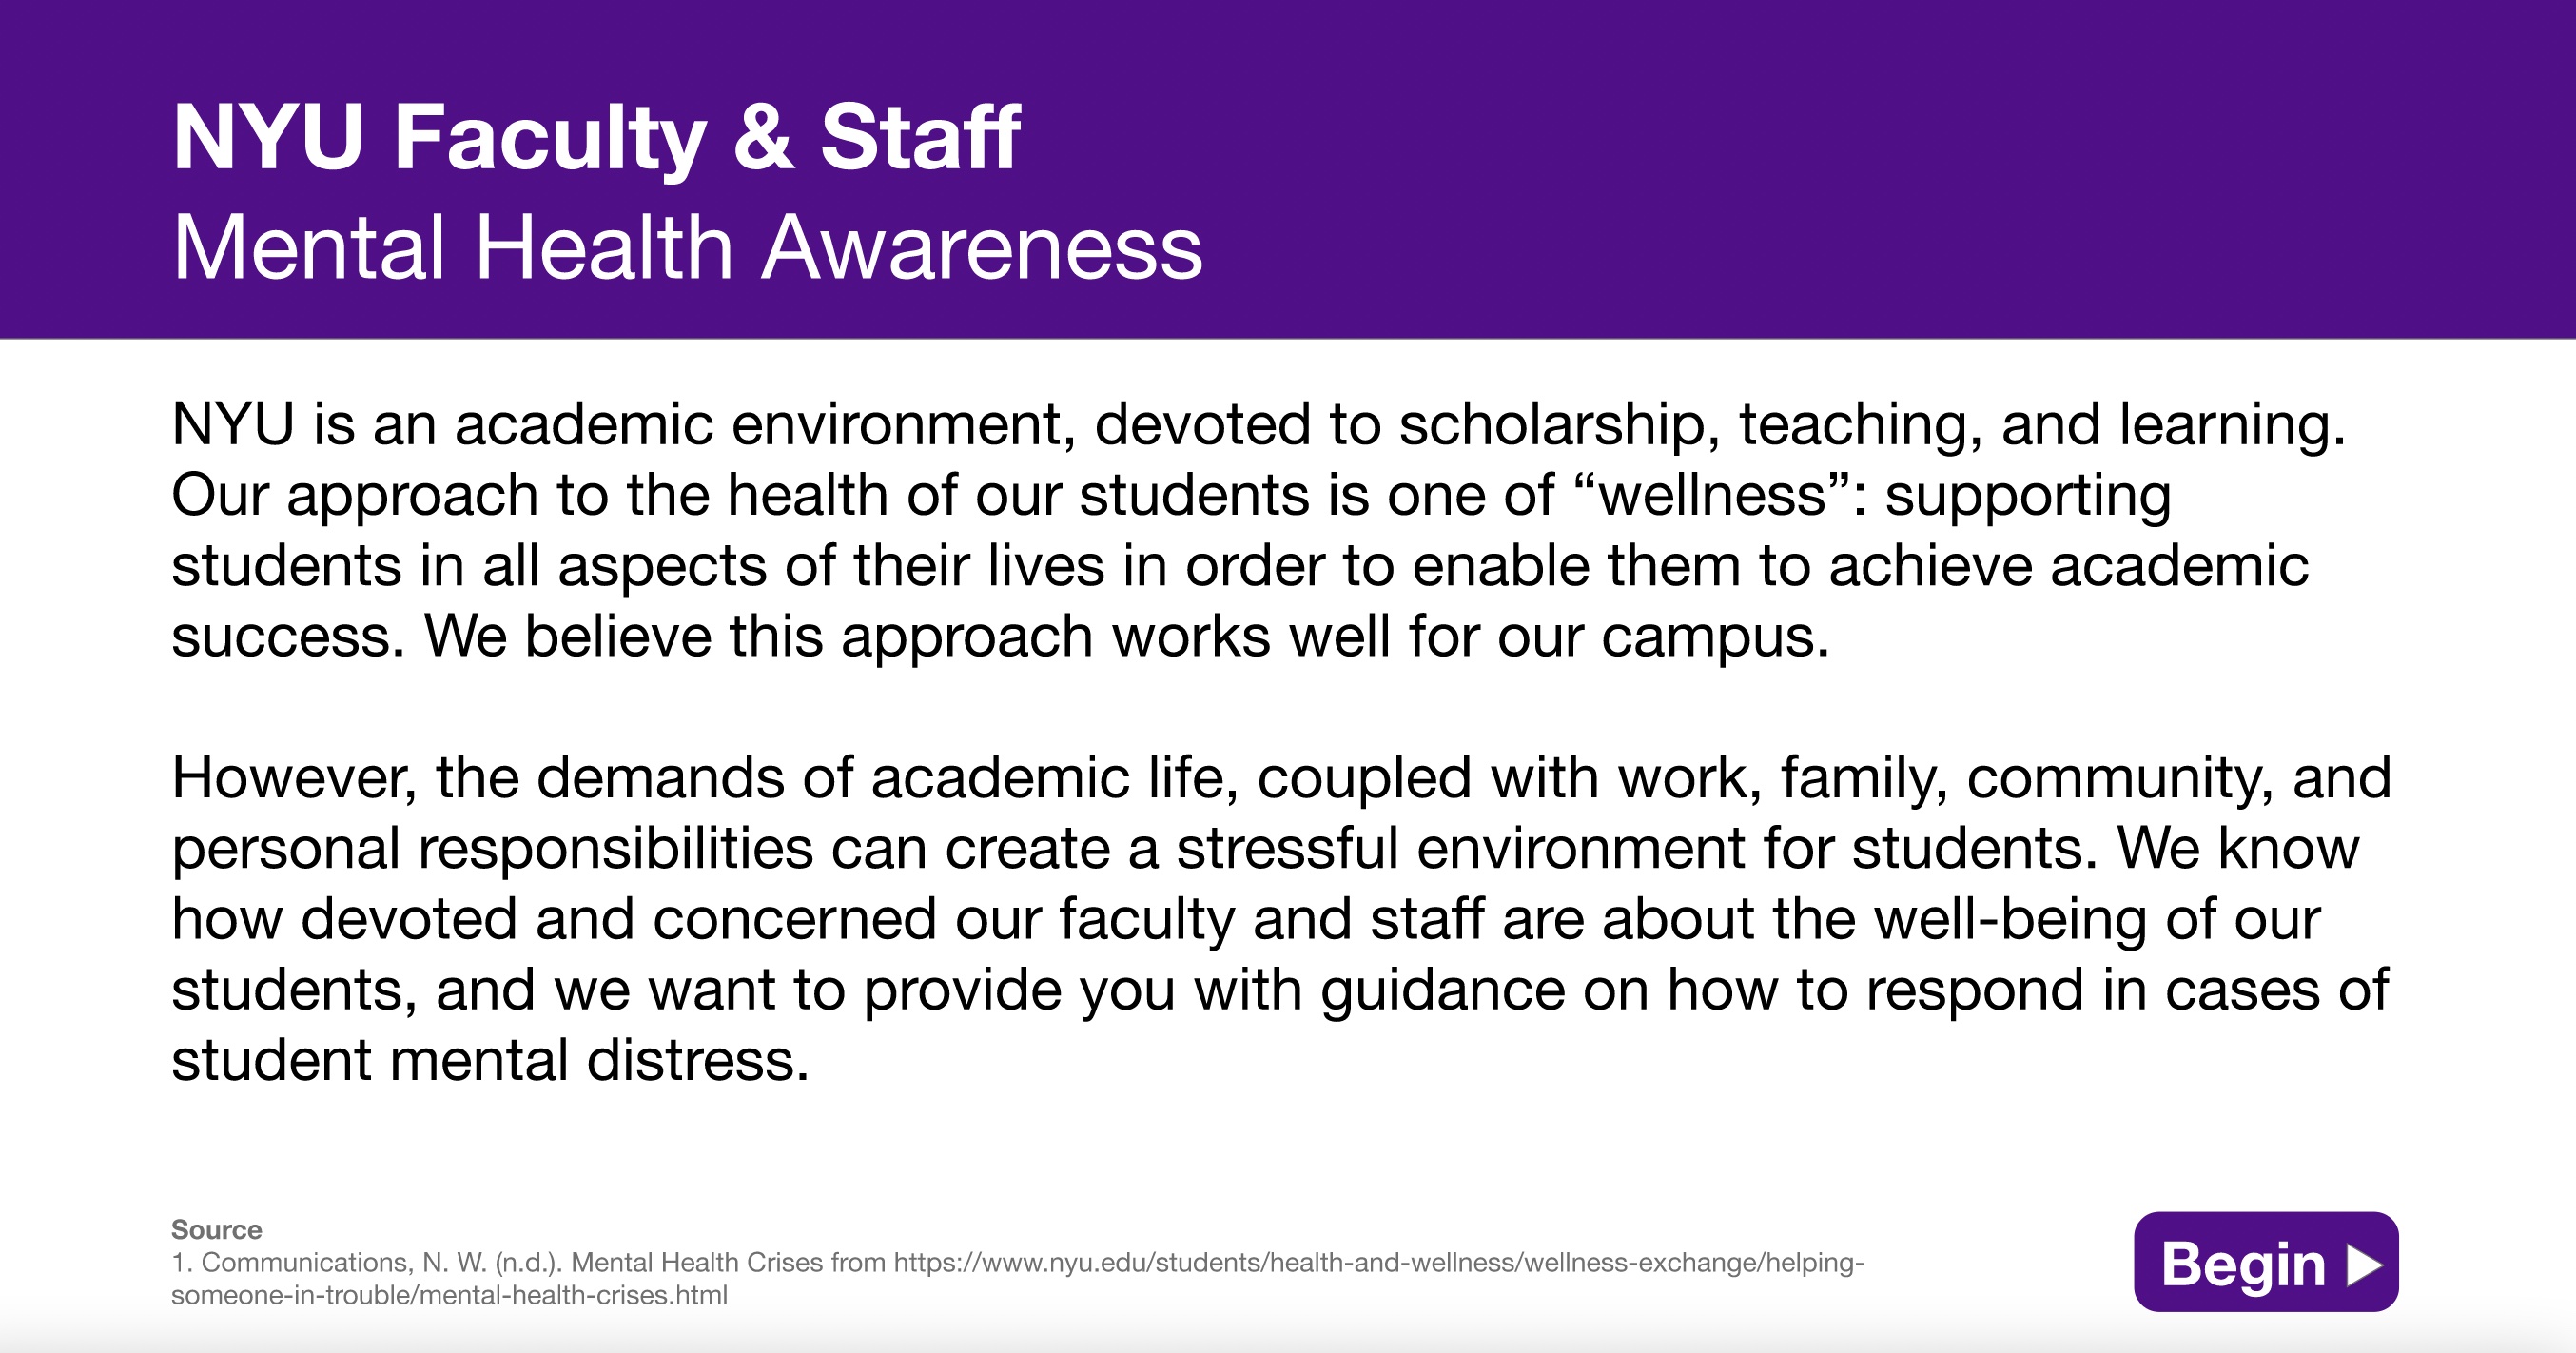 NYU Faculty & Staff
Mental Health Awareness
NYU is an academic environment, devoted to scholarship, teaching, and learning.
Our approach to the health of our students is one of “wellness”: supporting
students in all aspects of their lives in order to enable them to achieve academic
success. We believe this approach works well for our campus.
However, the demands of academic life, coupled with work, family, community, and
personal responsibilities can create a stressful environment for students. We know
how devoted and concerned our faculty and staff are about the well-being of our
students, and we want to provide you with guidance on how to respond in cases of
student mental distress.
Source
1. Communications, N. W. (n.d.). Mental Health Crises from https://www.nyu.edu/students/health-and-wellness/wellness-exchange/helping-
someone-in-trouble/mental-health-crises.html
Begin